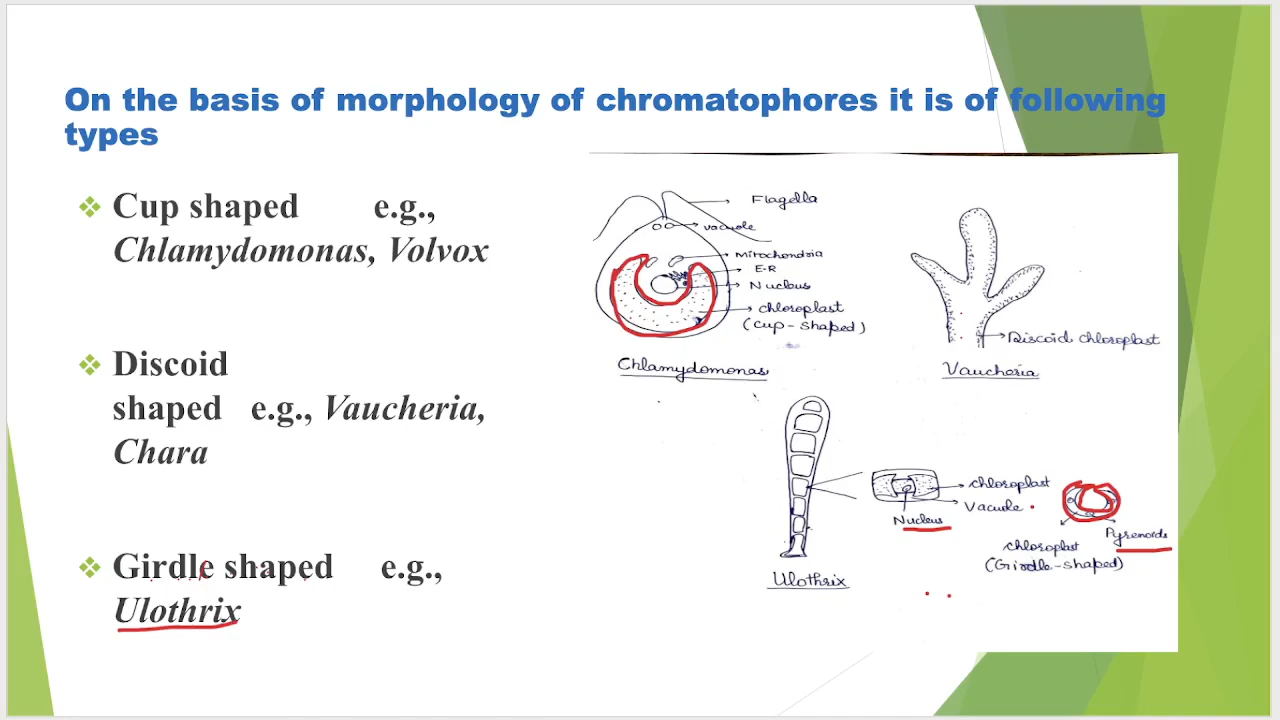 On the basis of morphology of chromatophores it is of following
types
Cup shaped e.g.,
Chlamydomonas, Volvox
Discoid
shaped e.g., Vaucheria,
Chara
Girdle shaped e.g.,
Ulothrix
Flagella
vacuole
Mitochondria
E·R
Nucleus
chloroplast
(cup-shaped)
Chlamydomonas
Discoid chloroplast
Vaucheria
chloroplast
Vacuole
Nucleus
Pyrenoids
chloroplast
(Girdle-shaped)
Ulothrix